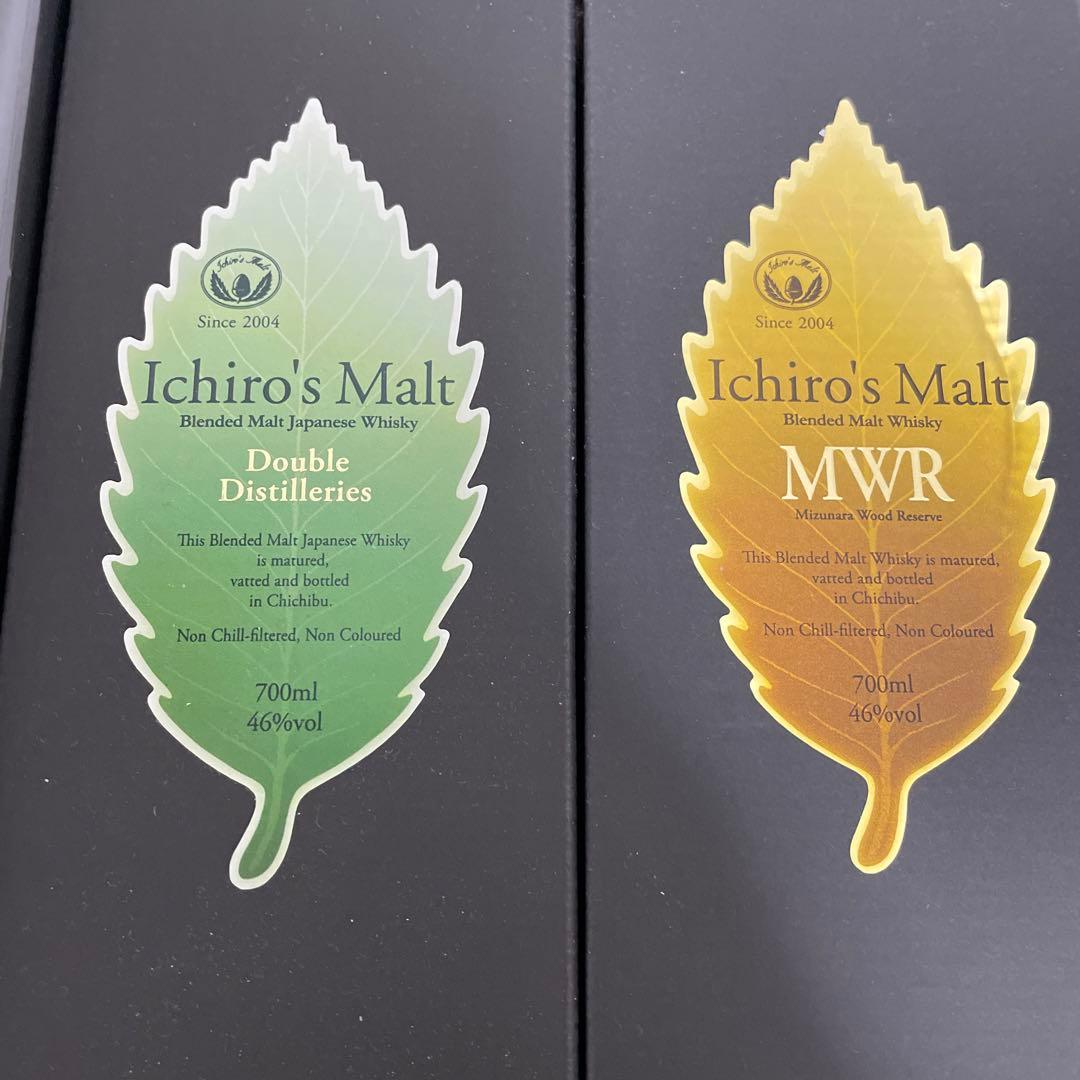 Ichiro's Malt
Since 2004
Ichiro's Malt
Blended Malt Japanese Whisky
Double
Distilleries
This Blended Malt Japanese Whisky
is matured,
vatted and bottled
in Chichibu.
Non Chill-filtered, Non Coloured
700ml
46%vol
Ichiro's Malt
Since 2004
Ichiro's Malt
Blended Malt Whisky
MWR
Mizunara Wood Reserve
This Blended Malt Whisky is matured,
vatted and bottled
in Chichibu.
Non Chill-filtered, Non Coloured
700ml
46%vol